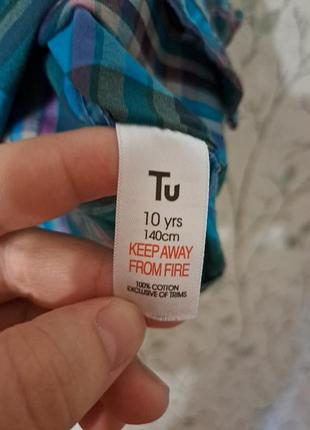 Tu
10 yrs
140cm
KEEP AWAY
FROM FIRE
100% COTTON
EXCLUSIVE OF TRIMS